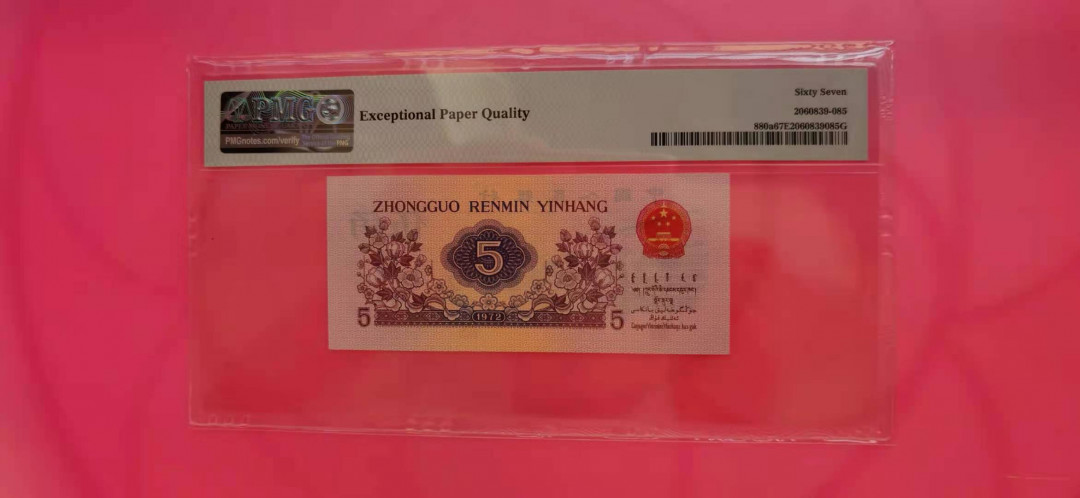 PMG
PMGnotes.com/verify
Exceptional Paper Quality
Sixty Seven
2060839-085
880a67E2060839085G
ZHONGGUO RENMIN YINHANG
5
5
1972
5